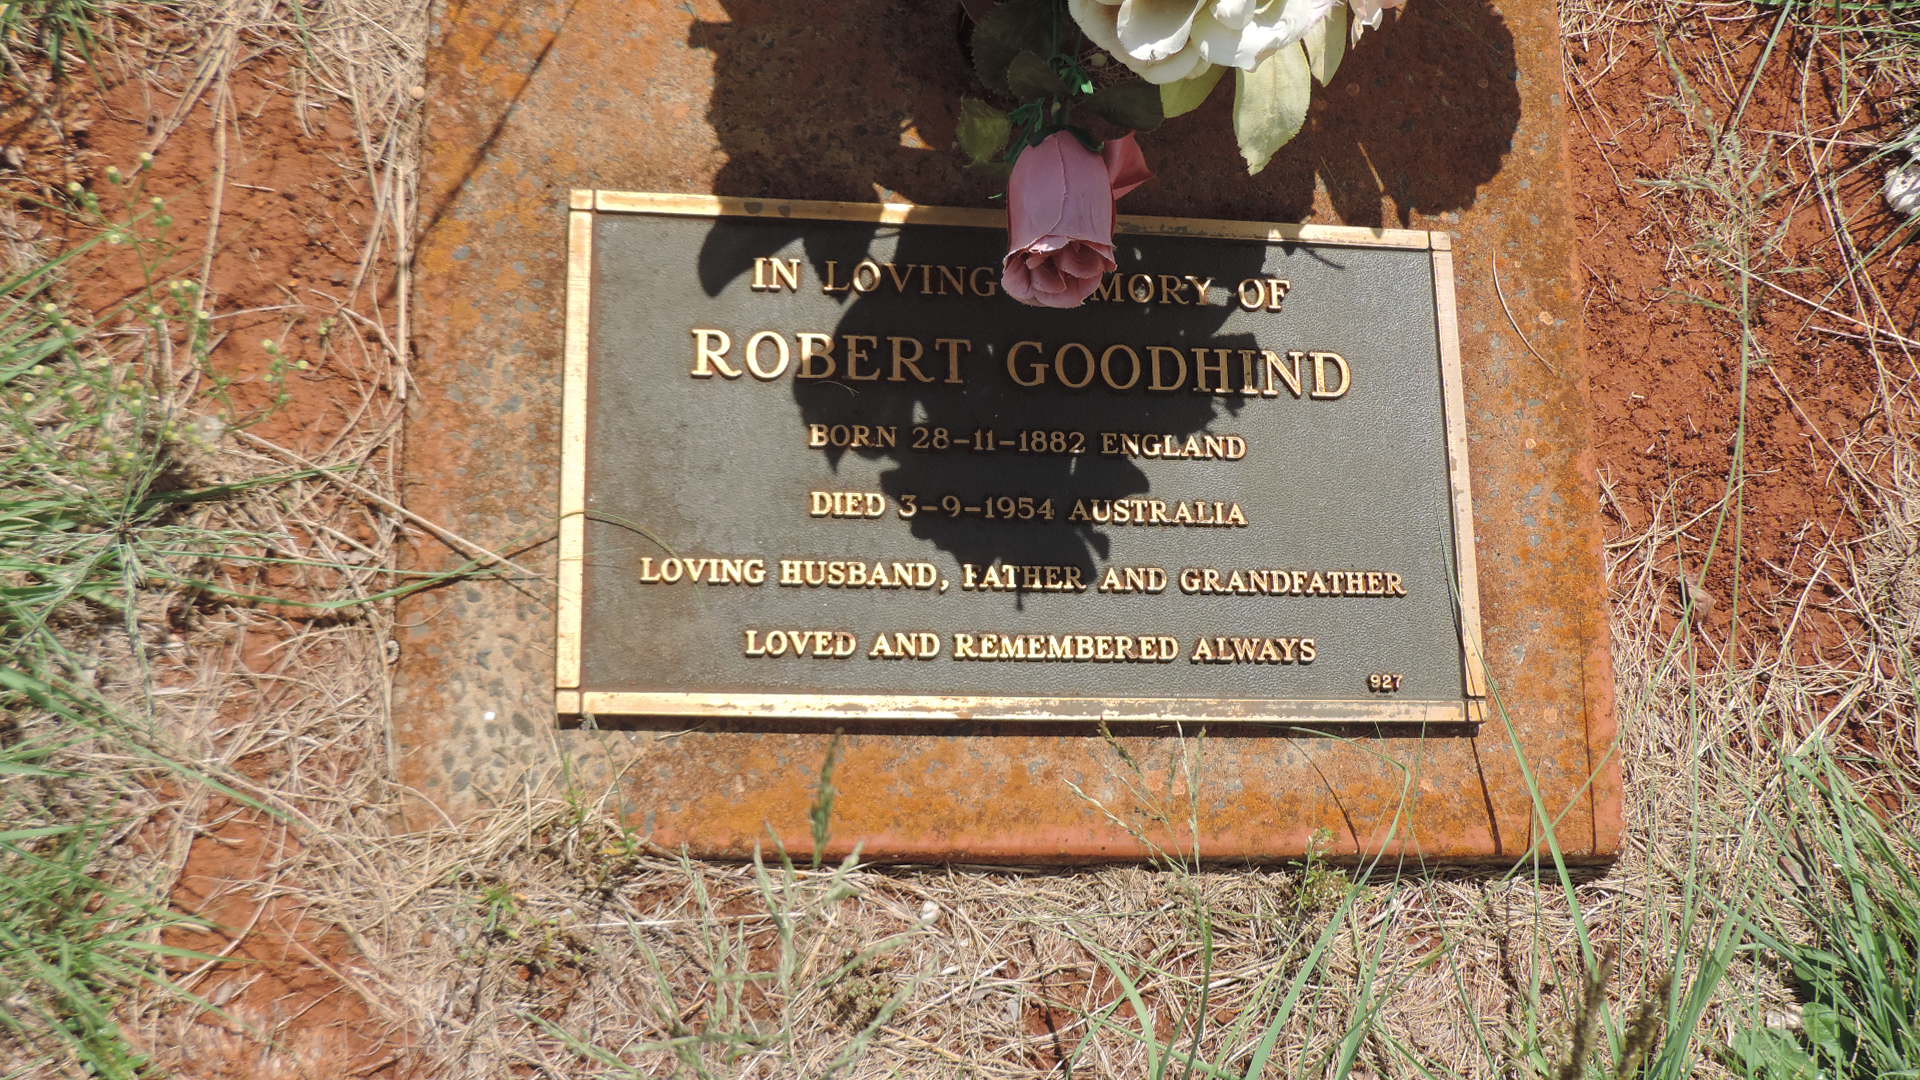 IN LOVING MEMORY OF
ROBERT GOODHIND
BORN 28-11-1882 ENGLAND
DIED 3-9-1954 AUSTRALIA
LOVING HUSBAND, FATHER AND GRANDFATHER
LOVED AND REMEMBERED ALWAYS
927